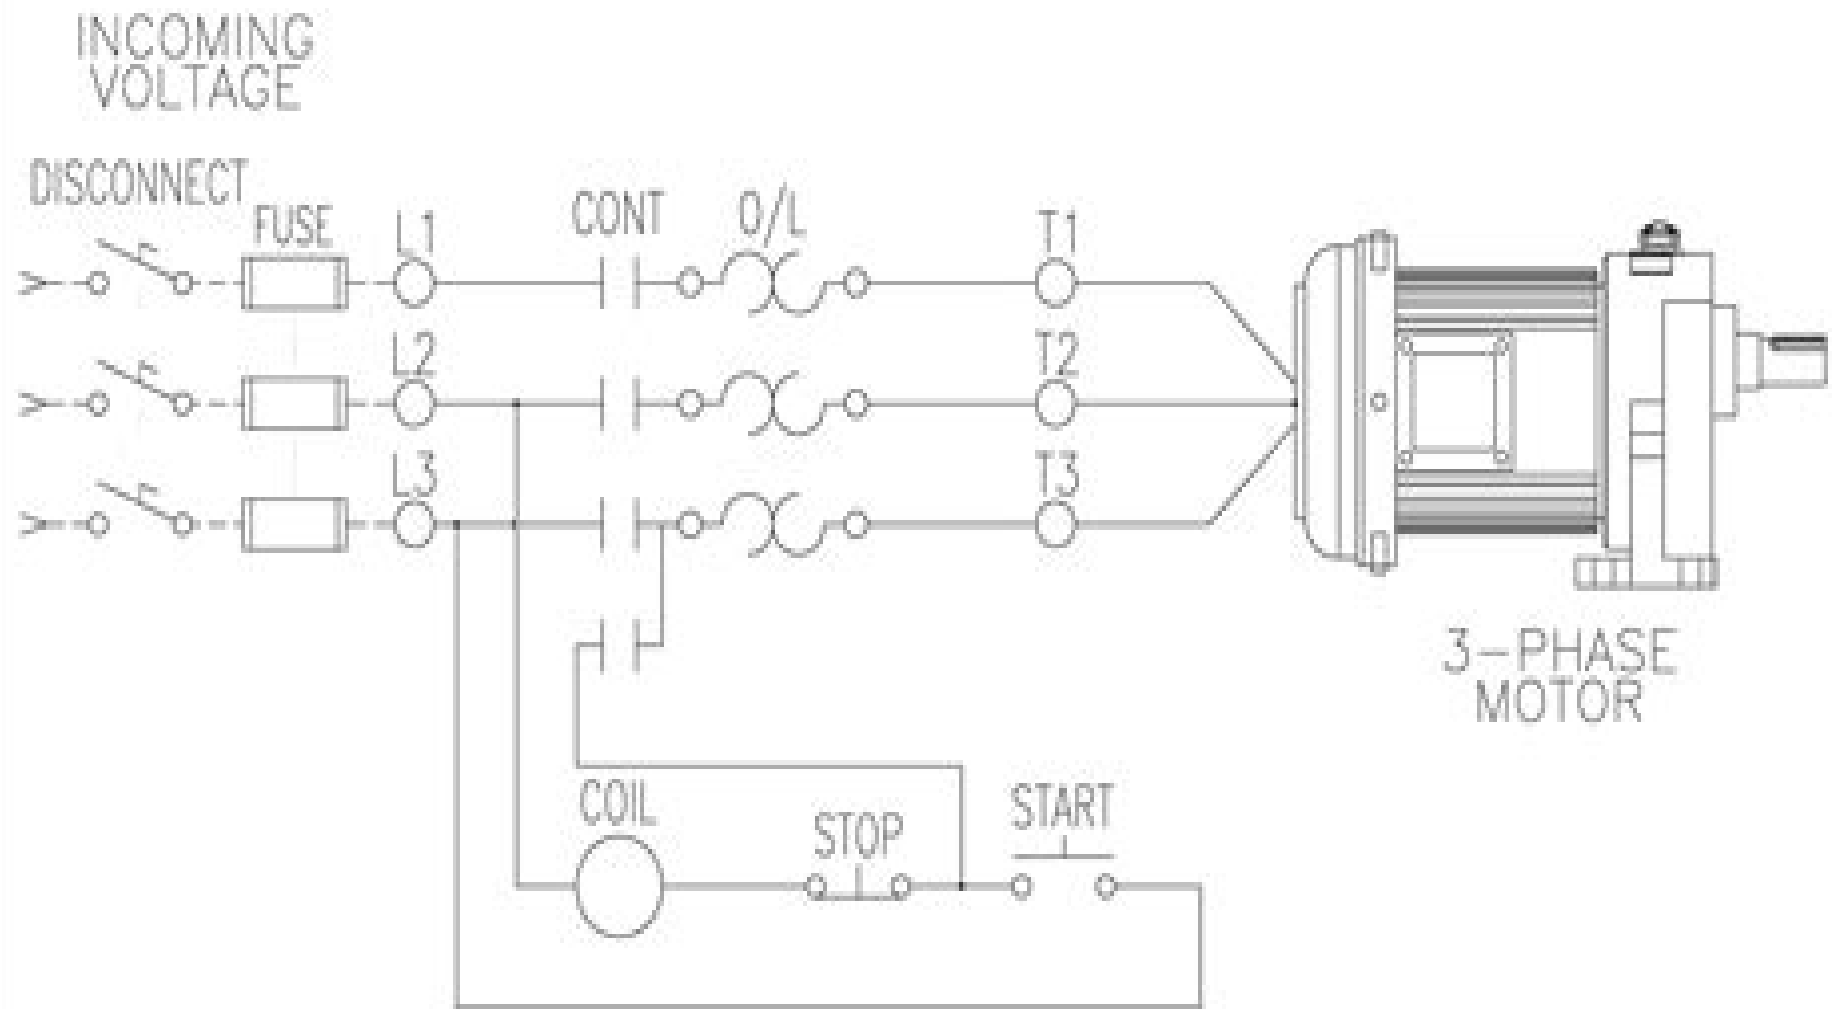 INCOMING
VOLTAGE
DISCONNECT
FUSE
L1
CONT
O/L
T1
L2
T2
L3
T3
3-PHASE
MOTOR
COIL
STOP
START